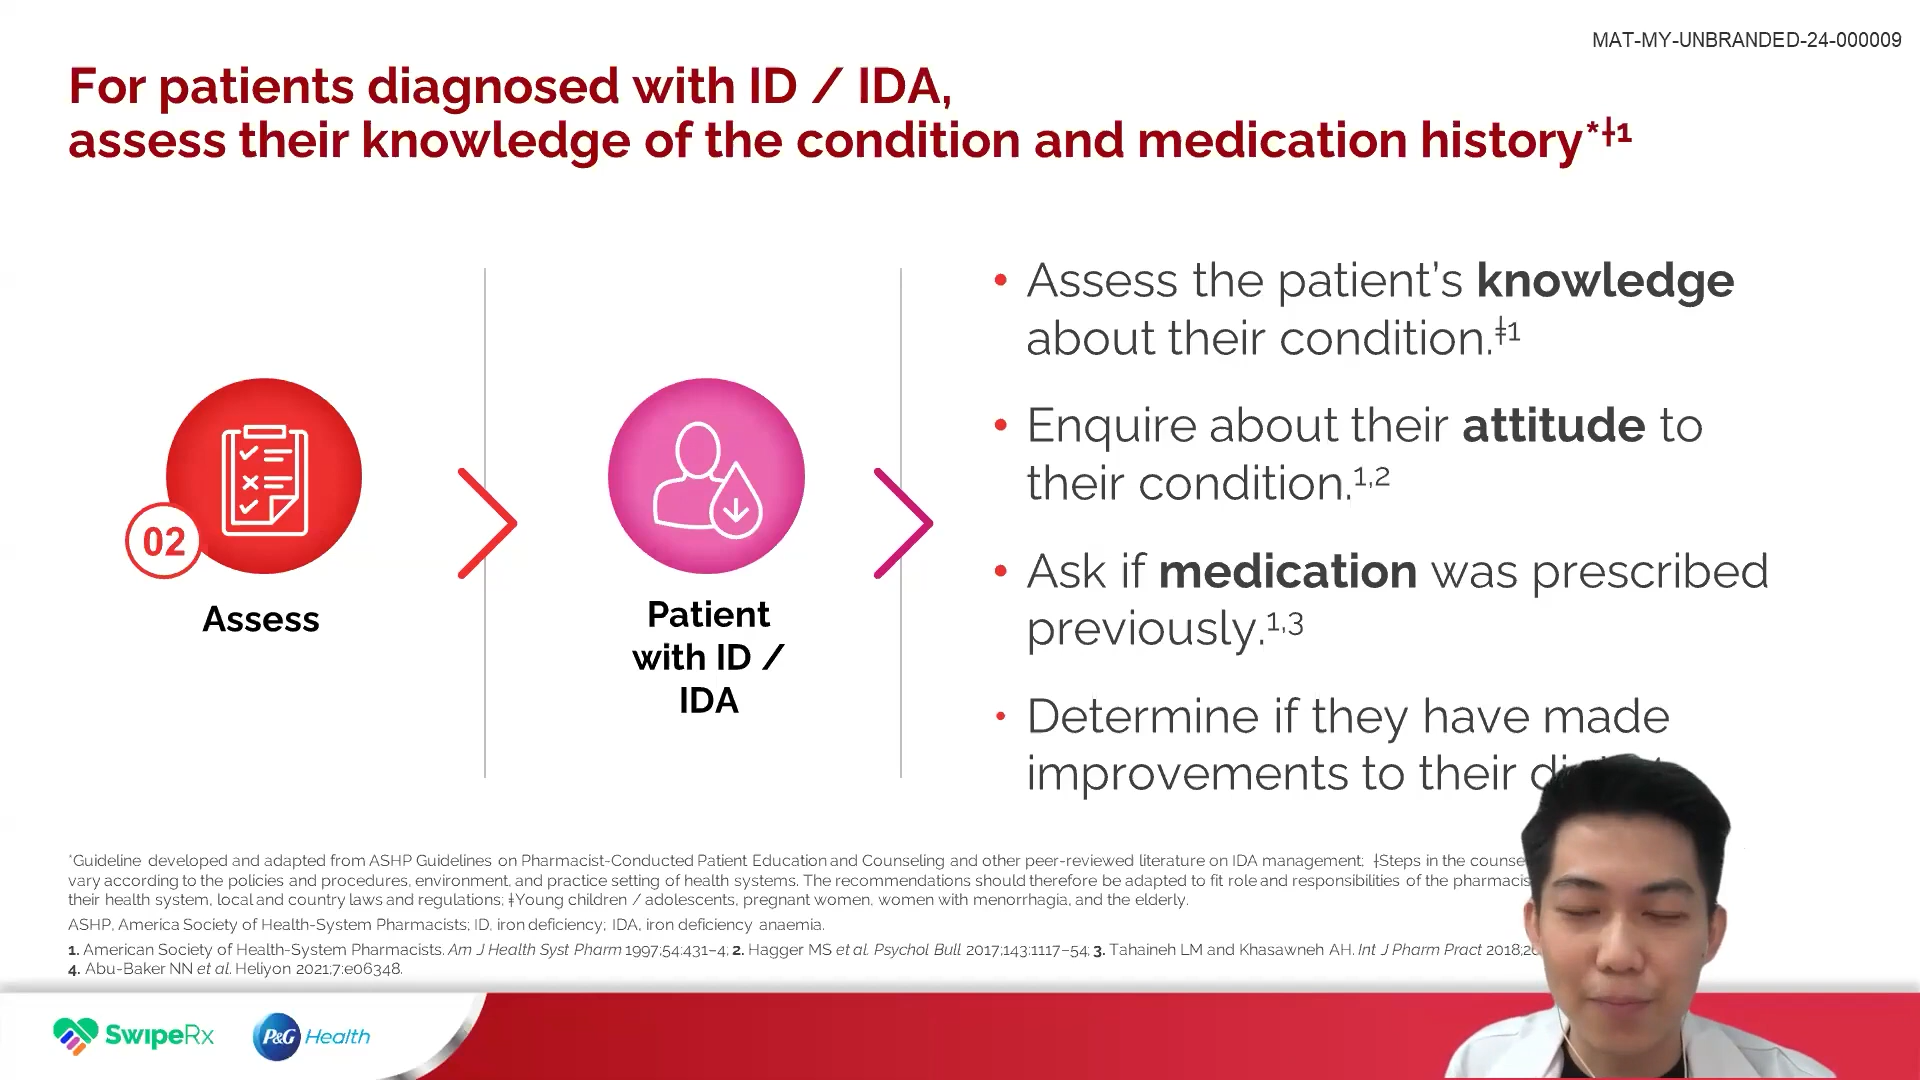 MAT-MY-UNBRANDED-24-000009
For patients diagnosed with ID / IDA,
assess their knowledge of the condition and medication history*ƚ1
• Assess the patient’s knowledge
about their condition.ǂ1
• Enquire about their attitude to
their condition.1,2
• Ask if medication was prescribed
previously.1,3
• Determine if they have made
improvements to their
02
Assess
Patient
with ID /
IDA
*Guideline developed and adapted from ASHP Guidelines on Pharmacist-Conducted Patient Education and Counseling and other peer-reviewed literature on IDA management; ƚSteps in the
vary according to the policies and procedures, environment, and practice setting of health systems. The recommendations should therefore be adapted to fit role and responsibilities of the
their health system, local and country laws and regulations; ǂYoung children / adolescents, pregnant women, women with menorrhagia, and the elderly.
ASHP, America Society of Health-System Pharmacists; ID, iron deficiency; IDA, iron deficiency anaemia.
1. American Society of Health-System Pharmacists. Am J Health Syst Pharm 1997;54:431–4; 2. Hagger MS et al. Psychol Bull 2017;143:1117–54; 3. Tahaineh LM and Khasawneh AH. Int J Pharm Pract
4. Abu-Baker NN et al. Heliyon 2021;7:e06348.
SwipeRx
P&G Health